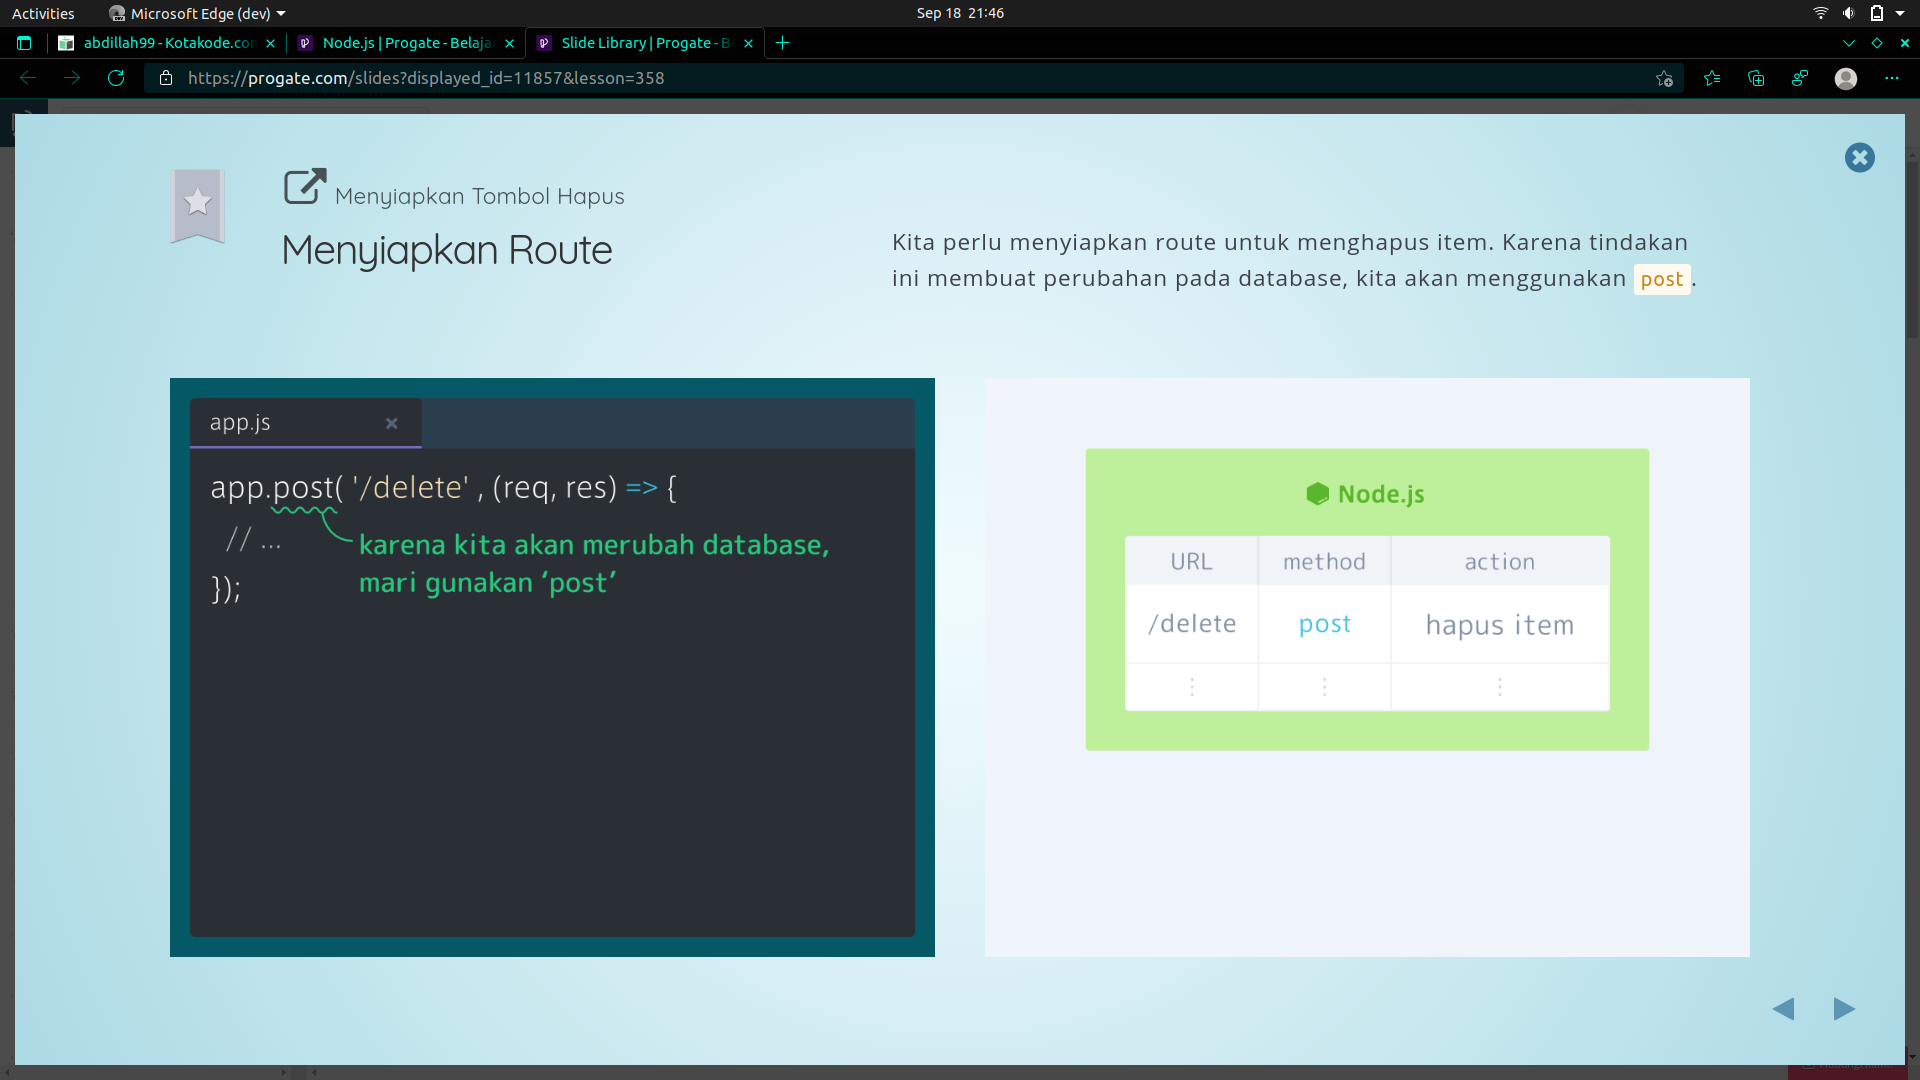 Activities
Microsoft Edge (dev)
Sep 18 21:46
abdillah99 - Kotakode.com
Node.js | Progate - Belaja
Slide Library | Progate - Be
https://progate.com/slides?displayed_id=11857&lesson=358
Menyiapkan Tombol Hapus
Menyiapkan Route
Kita perlu menyiapkan route untuk menghapus item. Karena tindakan
ini membuat perubahan pada database, kita akan menggunakan post.
app.js
app.post( '/delete' , (req, res) => {
// ...
karena kita akan merubah database,
mari gunakan ‘post’
});
Node.js
URL method action
/delete post hapus item
⋮ ⋮ ⋮